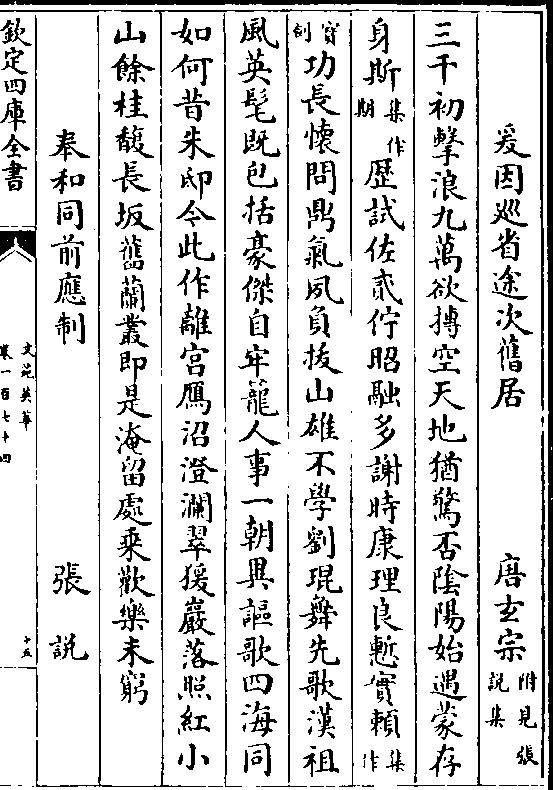 爰因巡省途次舊居　唐玄宗附見張說集
三千初擊浪九萬欲摶空天地猶驚否陰陽始遇蒙存
身斯集作期歴試佐貳佇昭融多謝時康理良慙實賴集作
寳劍功長懷問鼎氣夙負拔山雄不學劉琨舞先歌漢祖
風英髦既包括豪傑自牢籠人事一朝異謳歌四海同
如何昔朱邸今此作離宮鴈沼澄瀾翠猨巖落照紅小
山餘桂馥長坂舊蘭叢即是淹留處乘歡樂未窮
奉和同前應制　張說
欽定四庫全書
文苑英華
卷一百七十四
十五